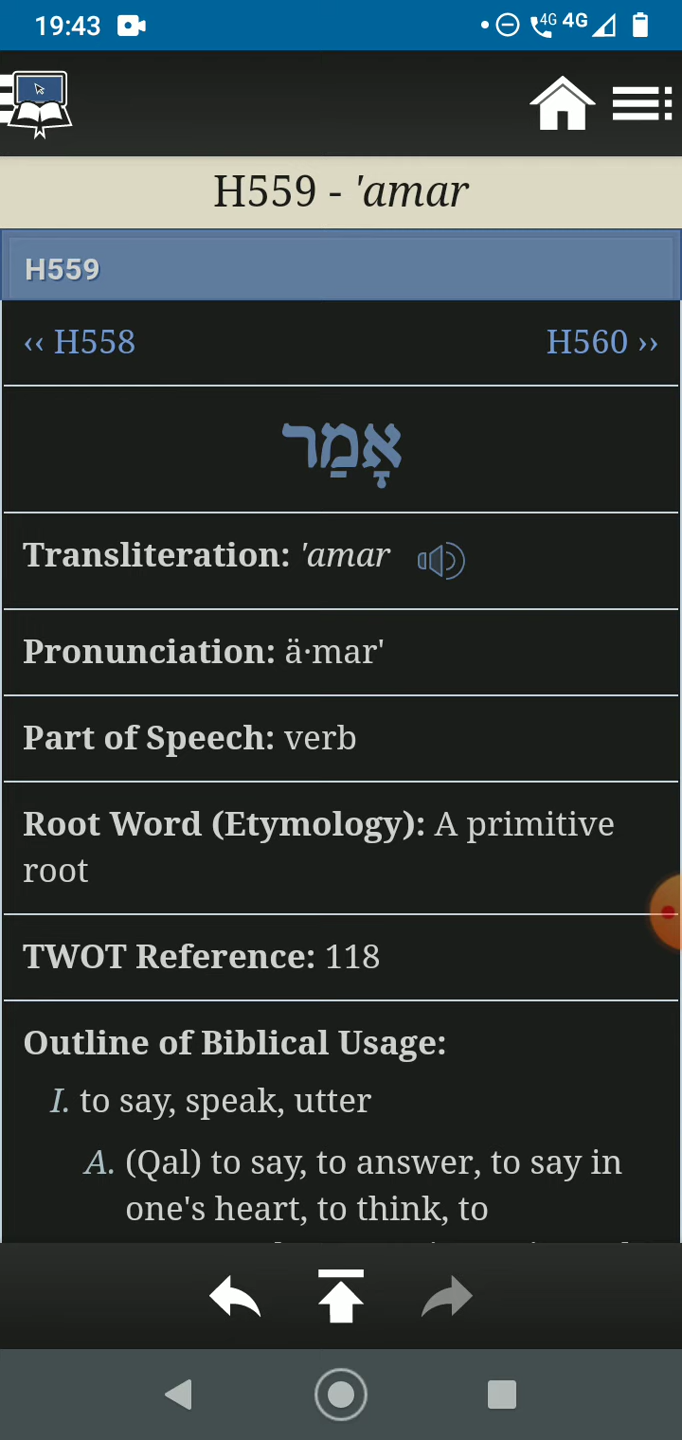 19:43
4G 4G
H559 - 'amar
H559
‹‹ H558 H560 ››
אָמַר
Transliteration: 'amar
Pronunciation: ä·mar'
Part of Speech: verb
Root Word (Etymology): A primitive
root
TWOT Reference: 118
Outline of Biblical Usage:
I. to say, speak, utter
A. (Qal) to say, to answer, to say in
one's heart, to think, to